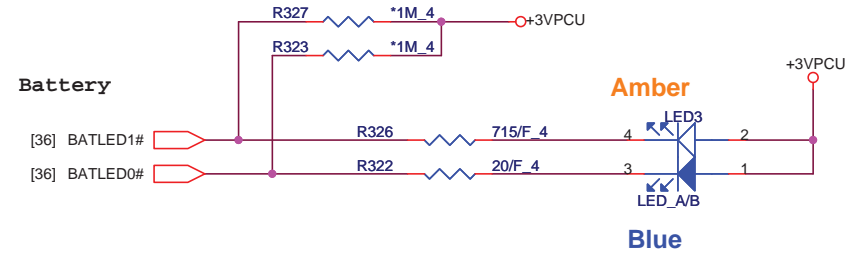 R327 *1M_4 +3VPCU
R323 *1M_4
+3VPCU
Battery
Amber
LED3
[36] BATLED1# R326 715/F_4 4 2
[36] BATLED0# R322 20/F_4 3 1
LED_A/B
Blue